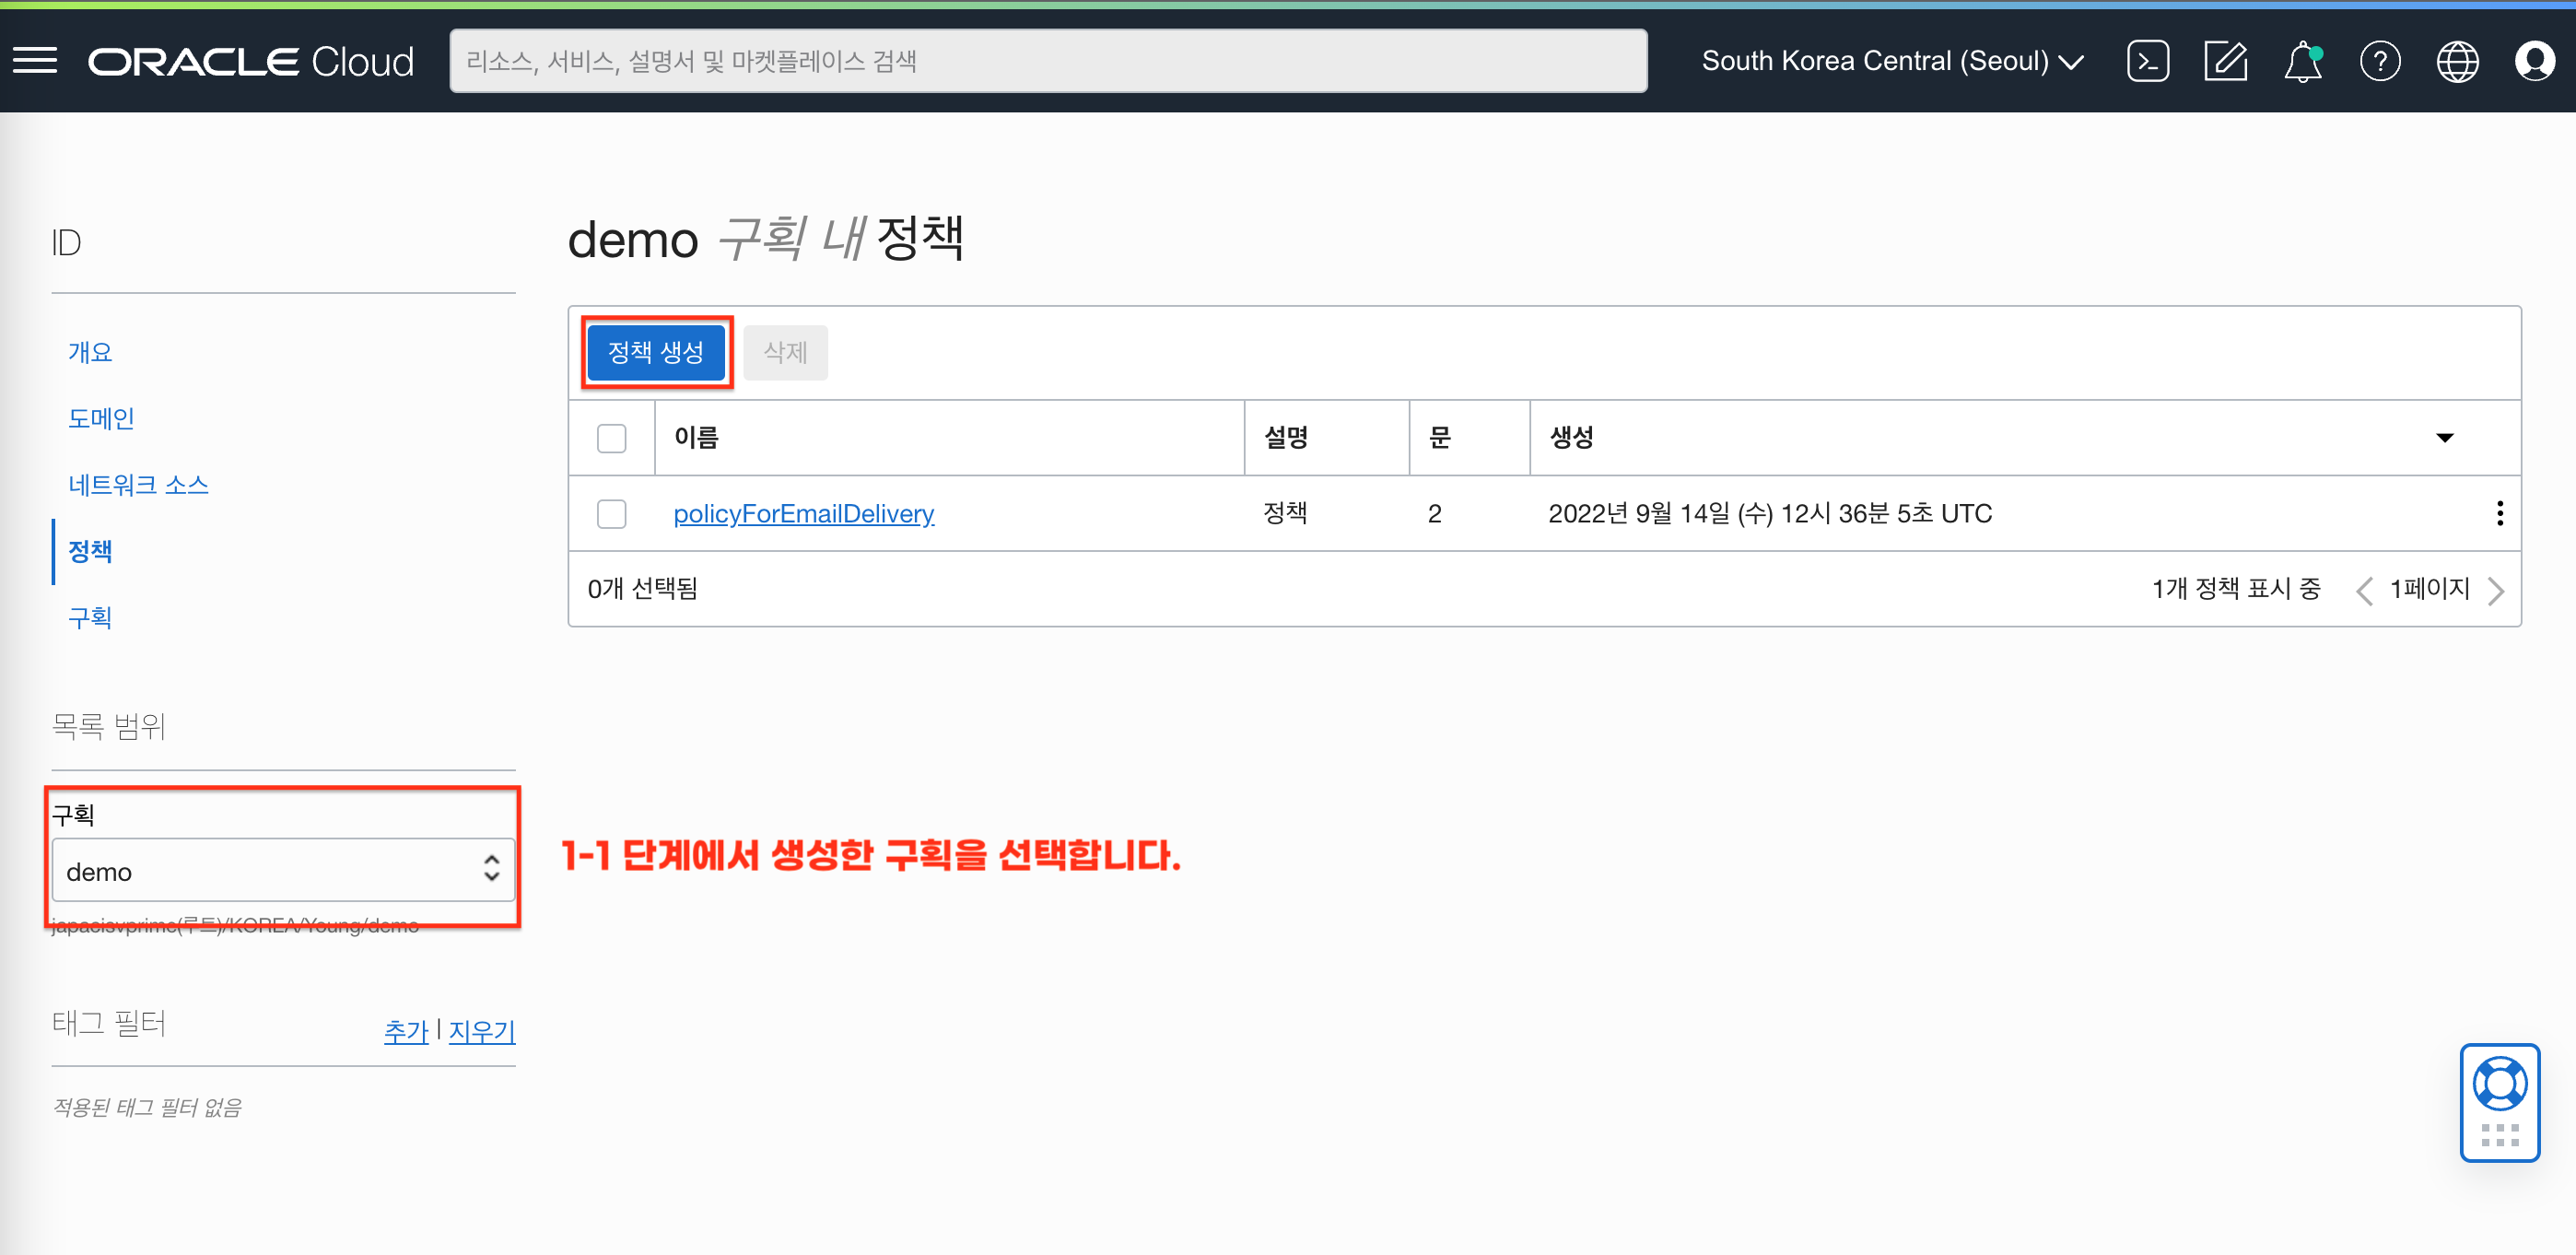 ORACLE Cloud
리소스, 서비스, 설명서 및 마켓플레이스 검색
South Korea Central (Seoul)
ID
개요
도메인
네트워크 소스
정책
구획
목록 범위
구획
demo
japacisvprime(루트)/KOREA/Young/demo
태그 필터
추가 | 지우기
적용된 태그 필터 없음
demo 구획 내 정책
정책 생성 삭제
이름 설명 문 생성
policyForEmailDelivery 정책 2 2022년 9월 14일 (수) 12시 36분 5초 UTC
0개 선택됨 1개 정책 표시 중 1페이지
1-1 단계에서 생성한 구획을 선택합니다.